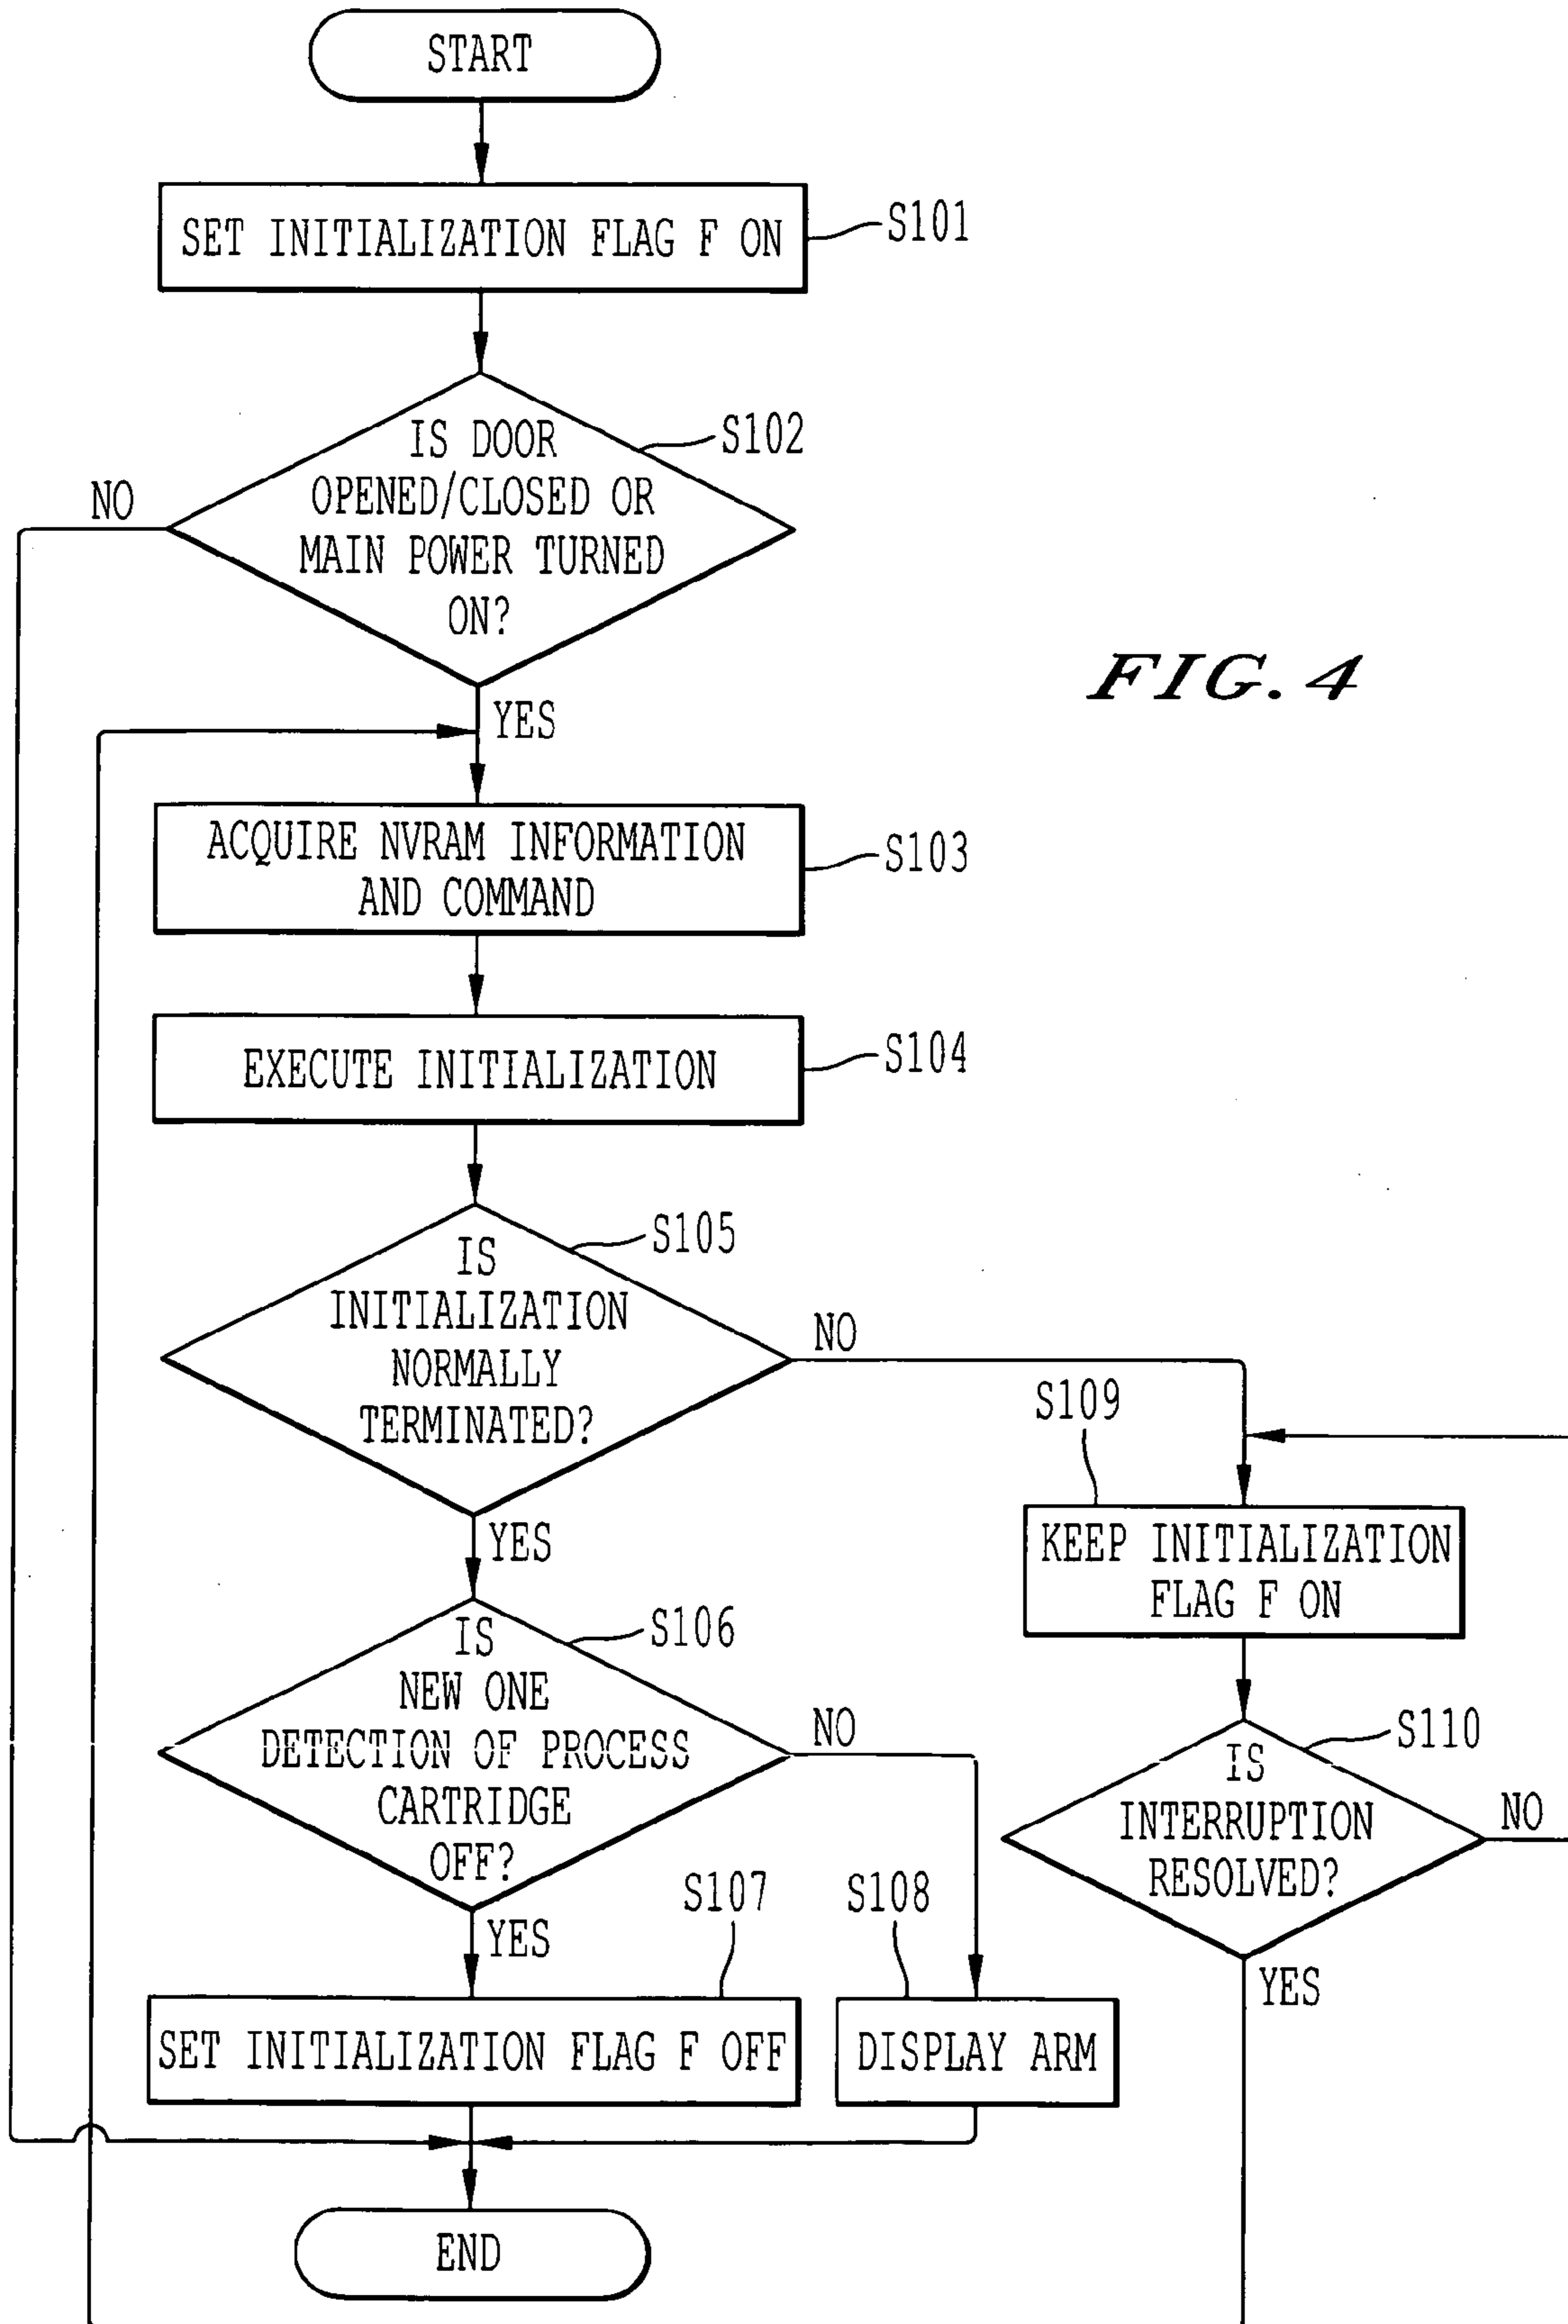 START
SET INITIALIZATION FLAG F ON
S101
IS DOOR
OPENED/CLOSED OR
MAIN POWER TURNED
ON?
S102
NO
YES
FIG. 4
ACQUIRE NVRAM INFORMATION
AND COMMAND
S103
EXECUTE INITIALIZATION
S104
IS
INITIALIZATION
NORMALLY
TERMINATED?
S105
NO
YES
S109
KEEP INITIALIZATION
FLAG F ON
IS
NEW ONE
DETECTION OF PROCESS
CARTRIDGE
OFF?
S106
NO
YES
S110
IS
INTERRUPTION
RESOLVED?
NO
YES
S107
SET INITIALIZATION FLAG F OFF
S108
DISPLAY ARM
END